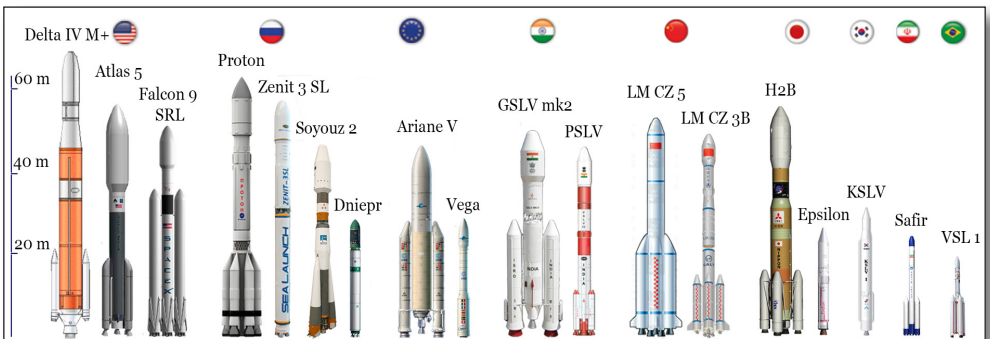 Delta IV M+
60 m
40 m
20 m
Atlas 5
Falcon 9
SRL
SPACEX
Proton
Zenit 3 SL
ZENIT-3SL
SEA LAUNCH
Soyouz 2
Dniepr
Ariane V
Vega
GSLV mk2
INDIA
PSLV
INDIA
LM CZ 5
LM CZ 3B
H2B
Epsilon
KSLV
Safir
VSL 1